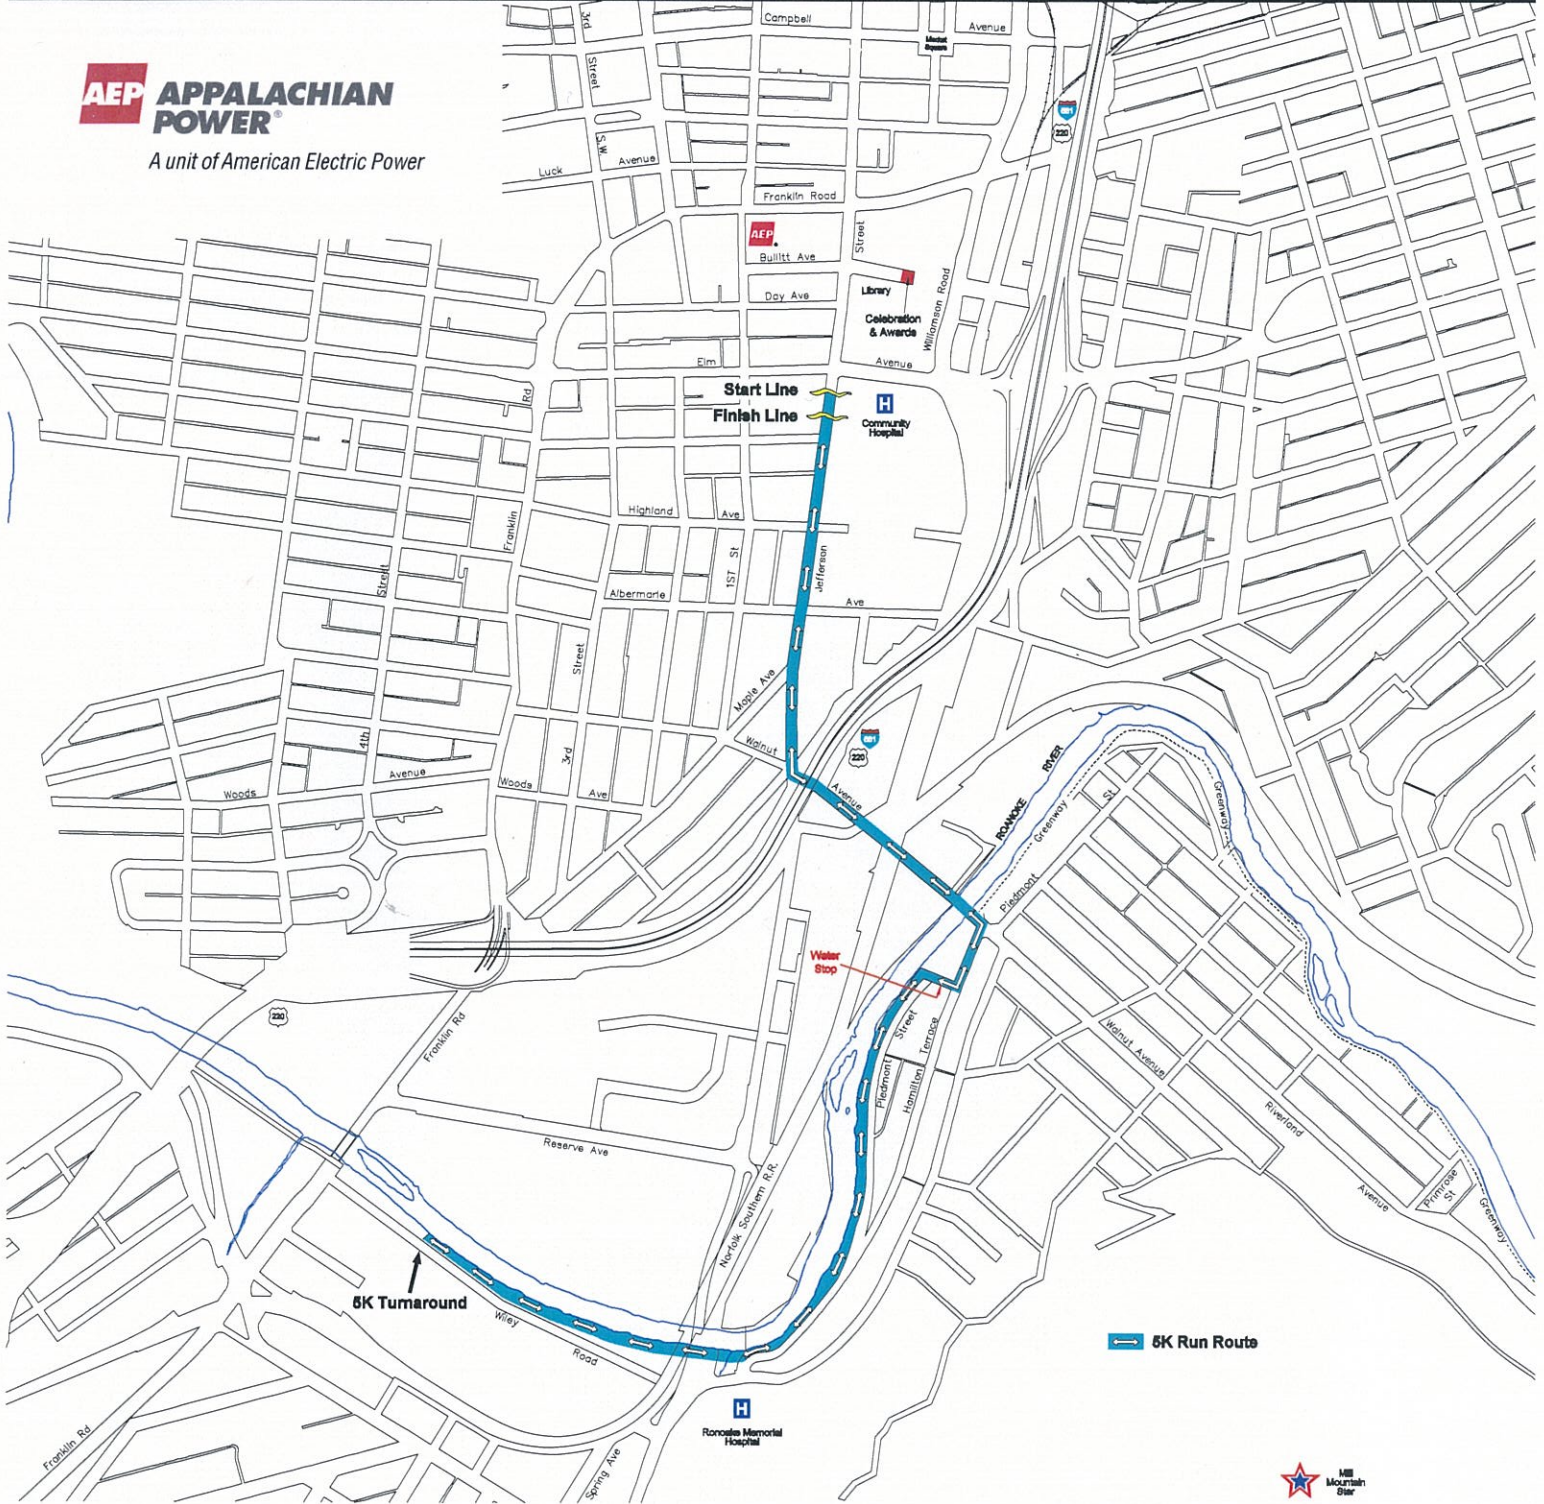 Campbell
Avenue
Market
Square
3rd
Street
S.W.
AEP APPALACHIAN
POWER®
A unit of American Electric Power
581
220
Luck
Avenue
Franklin Road
AEP
Street
Bullitt Ave
Day Ave
Library
Williamson Road
Celebration
& Awards
Elm
Avenue
Start Line
Finish Line
H
Community
Hospital
Rd
Franklin
Highland
Ave
1ST St
Jefferson
Street
Albermarle
Ave
Street
Maple Ave
Walnut
4th
3rd
581
220
Avenue
Woods
Avenue
Woods
Ave
ROANOKE
RIVER
Greenway
St
Greenway
Piedmont
Water
Stop
220
Franklin Rd
Street
Piedmont
Hamilton
Terrace
Walnut Avenue
Riverland
Avenue
Primrose
St
Greenway
Reserve Ave
Norfolk Southern R.R.
5K Turnaround
Wiley
Road
5K Run Route
H
Ronoake Memorial
Hospital
Franklin Rd
Spring Ave
Mill
Mountain
Star